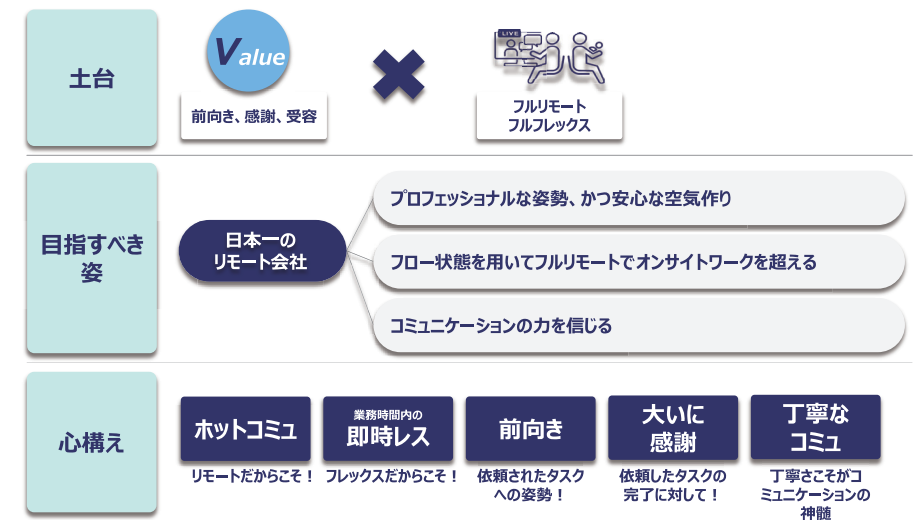 土台
Value
前向き、感謝、受容
LIVE
フルリモート
フルフレックス
目指すべき
姿
日本一の
リモート会社
プロフェッショナルな姿勢、かつ安心な空気作り
フロー状態を用いてフルリモートでオンサイトワークを超える
コミュニケーションの力を信じる
心構え
ホットコミュ
リモートだからこそ！
業務時間内の
即時レス
フレックスだからこそ！
前向き
依頼されたタスク
への姿勢！
大いに
感謝
依頼したタスクの
完了に対して！
丁寧な
コミュ
丁寧さこそがコ
ミュニケーションの
神髄